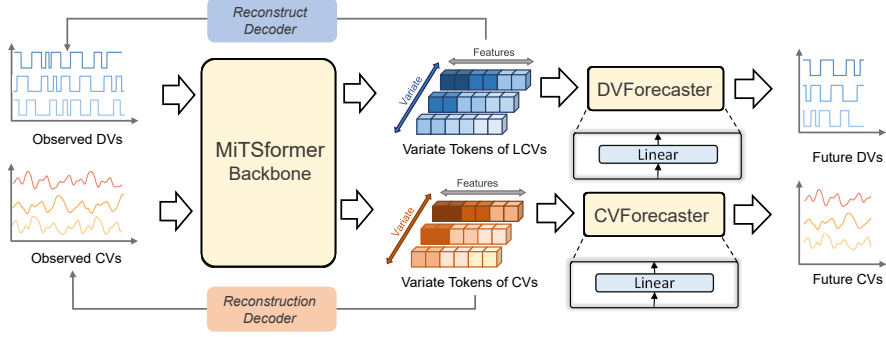 Reconstruct
Decoder
Features
Variate
Observed DVs
MiTSformer
Backbone
Variate Tokens of LCVs
DVForecaster
Linear
Future DVs
Features
Variate
Observed CVs
Variate Tokens of CVs
CVForecaster
Linear
Future CVs
Reconstruction
Decoder